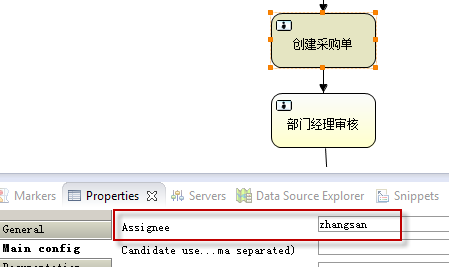 创建采购单
部门经理审核
Markers Properties Servers Data Source Explorer Snippets
General
Assignee zhangsan
Main config
Candidate use...ma separated)
Documentation